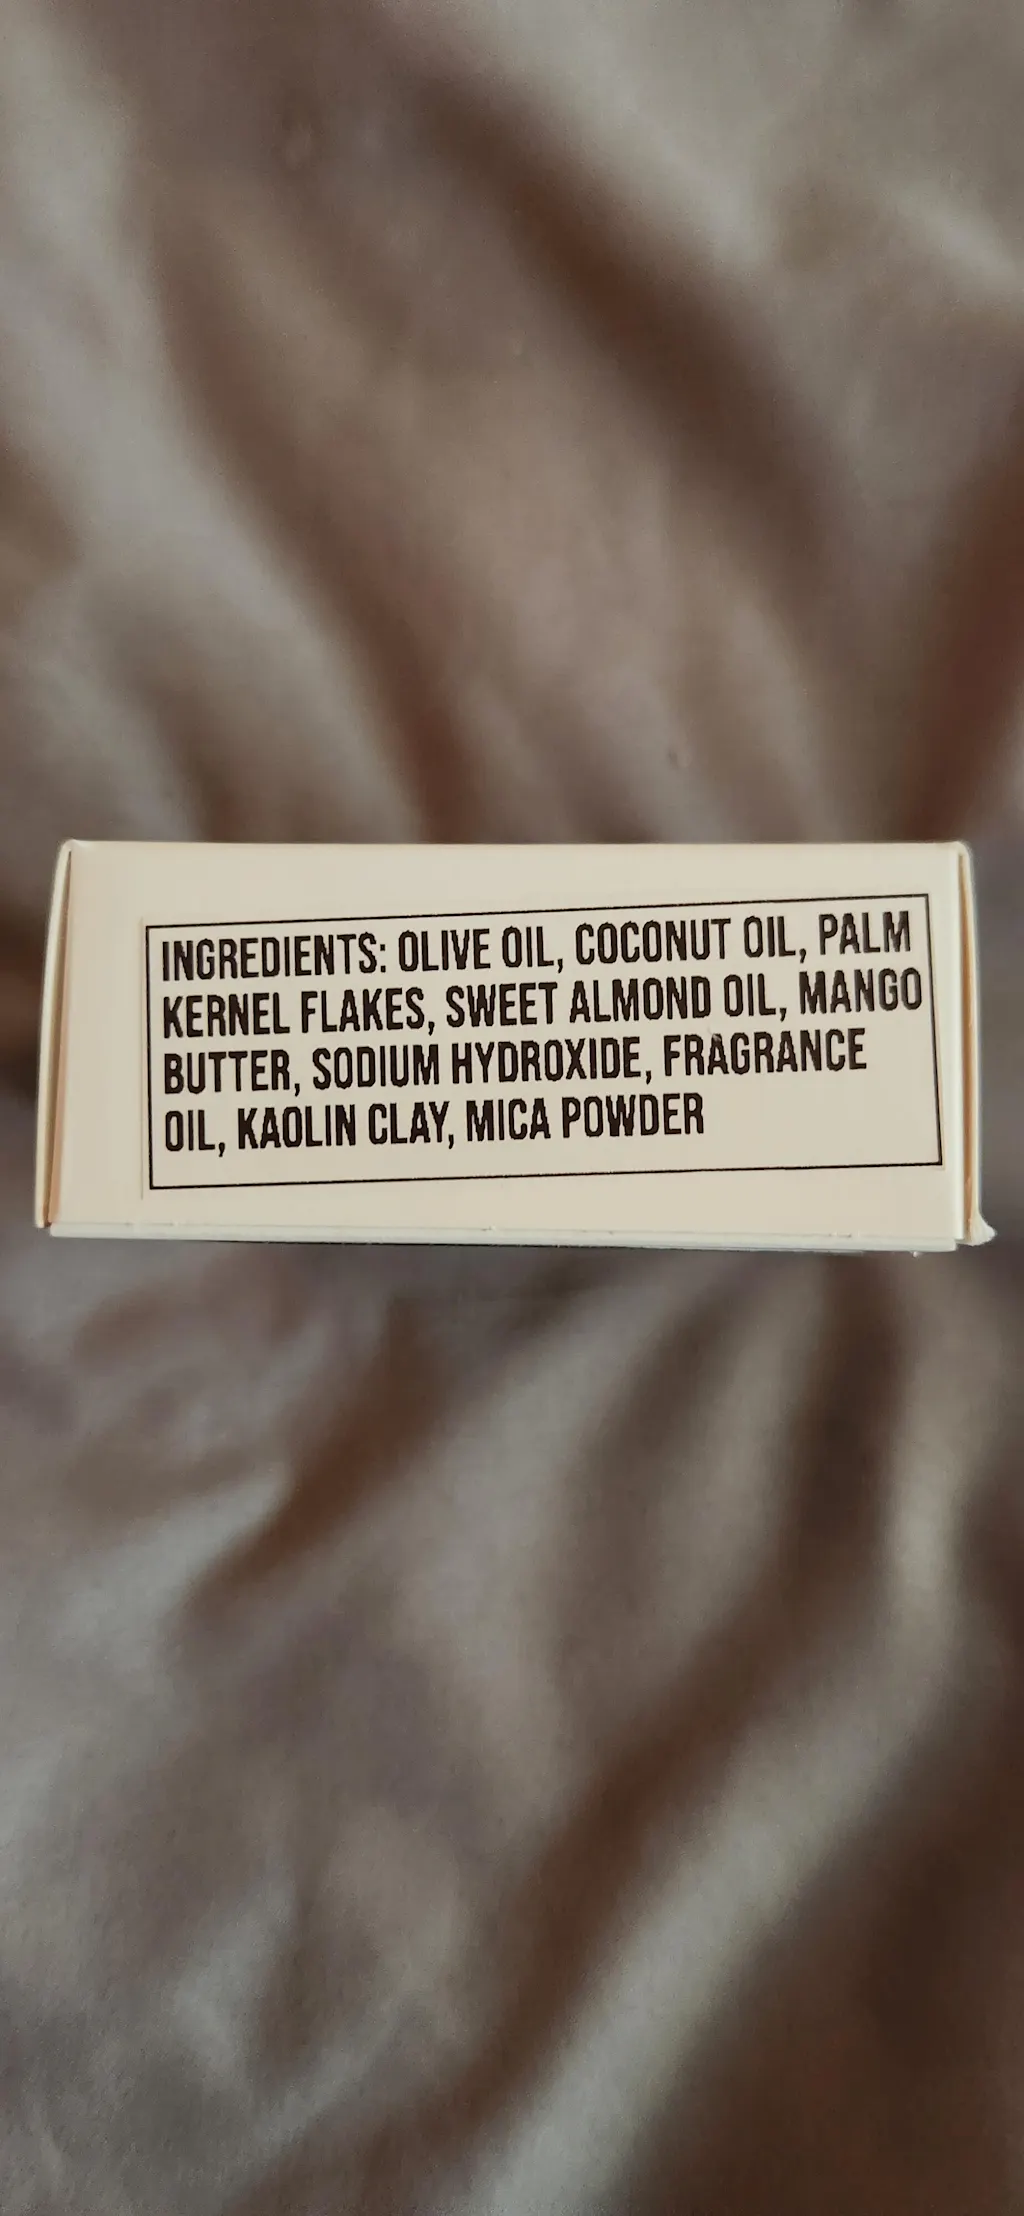 INGREDIENTS: OLIVE OIL, COCONUT OIL, PALM
KERNEL FLAKES, SWEET ALMOND OIL, MANGO
BUTTER, SODIUM HYDROXIDE, FRAGRANCE
OIL, KAOLIN CLAY, MICA POWDER